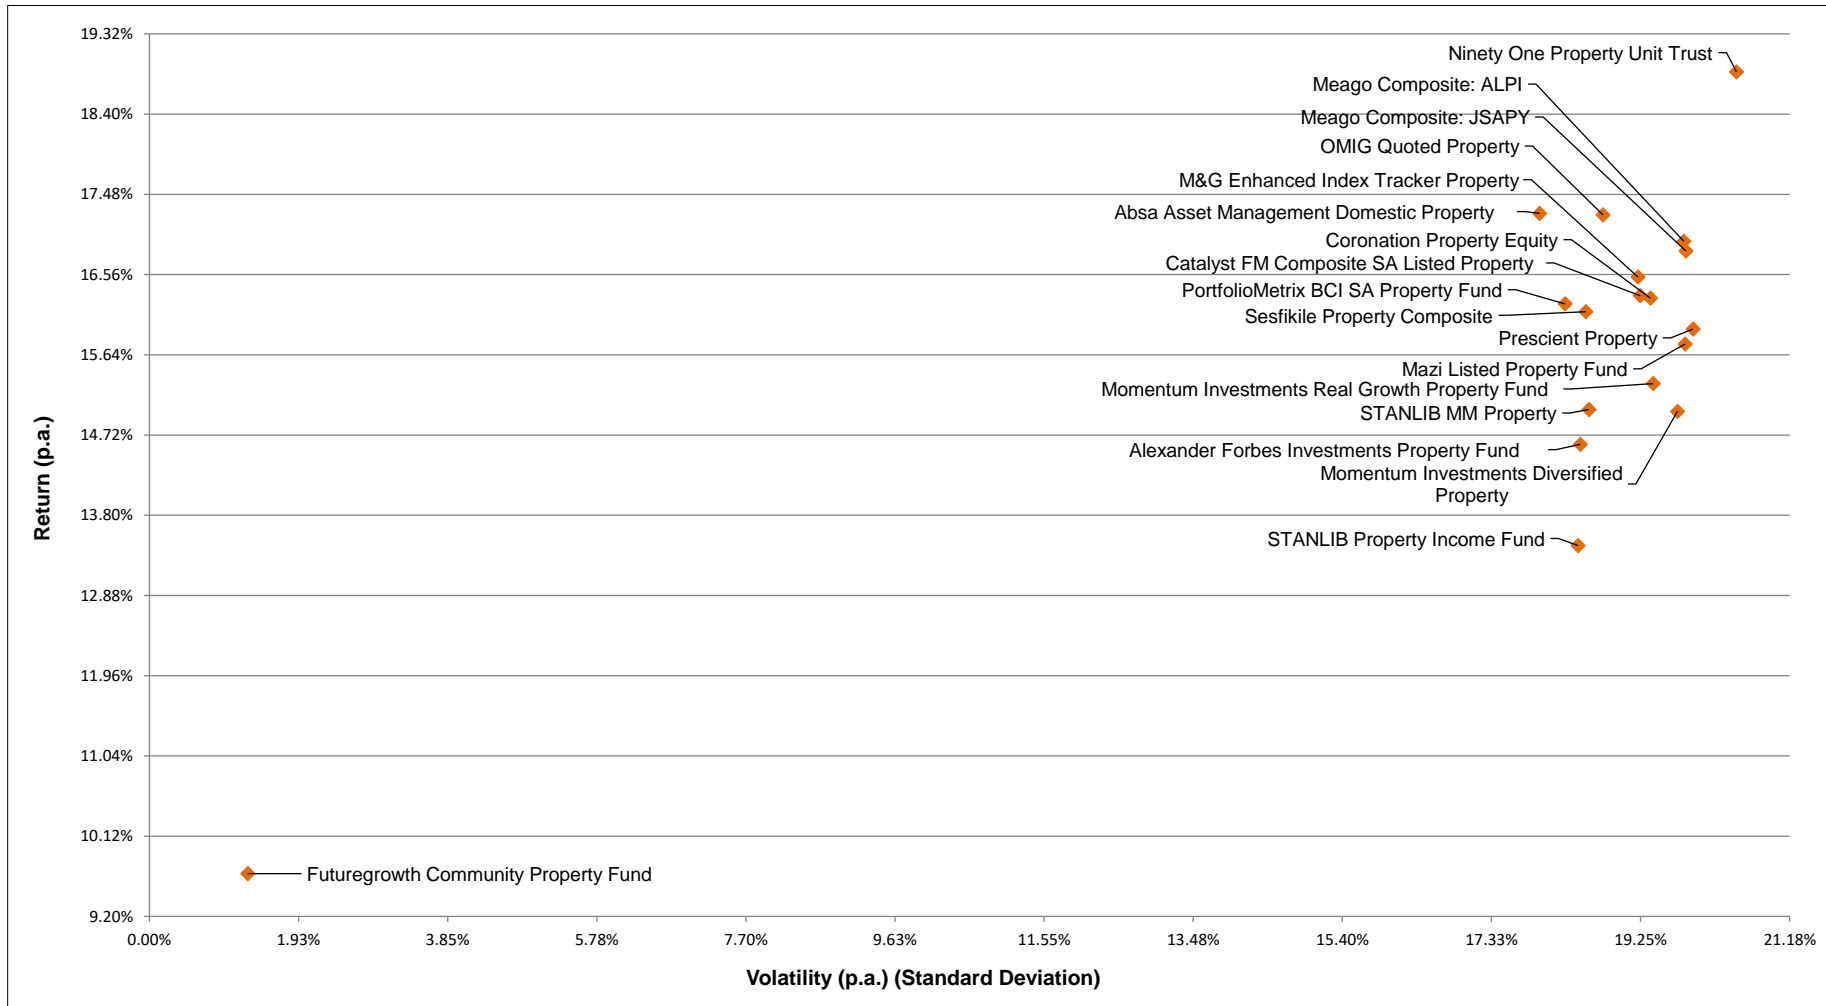 19.32%
18.40%
17.48%
16.56%
15.64%
14.72%
13.80%
12.88%
11.96%
11.04%
10.12%
9.20%
Return (p.a.)
Ninety One Property Unit Trust
Meago Composite: ALPI
Meago Composite: JSAPY
OMIG Quoted Property
M&G Enhanced Index Tracker Property
Absa Asset Management Domestic Property
Coronation Property Equity
Catalyst FM Composite SA Listed Property
PortfolioMetrix BCI SA Property Fund
Sesfikile Property Composite
Prescient Property
Mazi Listed Property Fund
Momentum Investments Real Growth Property Fund
STANLIB MM Property
Alexander Forbes Investments Property Fund
Momentum Investments Diversified
Property
STANLIB Property Income Fund
Futuregrowth Community Property Fund
0.00%
1.93%
3.85%
5.78%
7.70%
9.63%
11.55%
13.48%
15.40%
17.33%
19.25%
21.18%
Volatility (p.a.) (Standard Deviation)